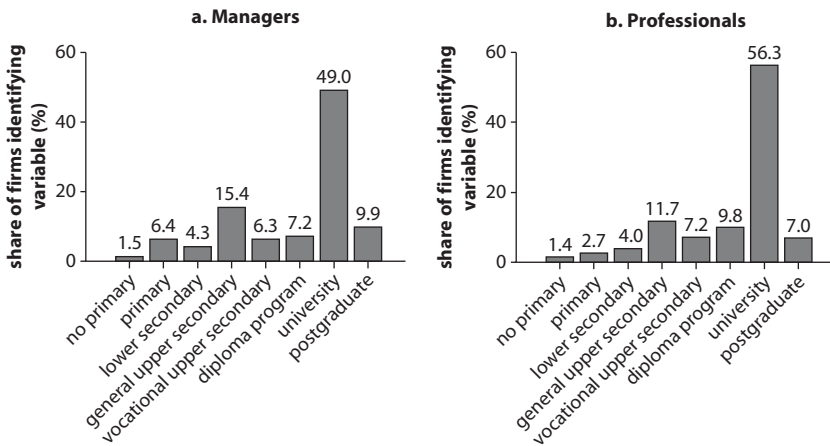 a. Managers
share of firms identifying
variable (%)
60
40
20
0
1.5
6.4
4.3
15.4
6.3
7.2
49.0
9.9
no primary
primary
lower secondary
general upper secondary
vocational upper secondary
diploma program
university
postgraduate
b. Professionals
share of firms identifying
variable (%)
60
40
20
0
1.4
2.7
4.0
11.7
7.2
9.8
56.3
7.0
no primary
primary
lower secondary
general upper secondary
vocational upper secondary
diploma program
university
postgraduate